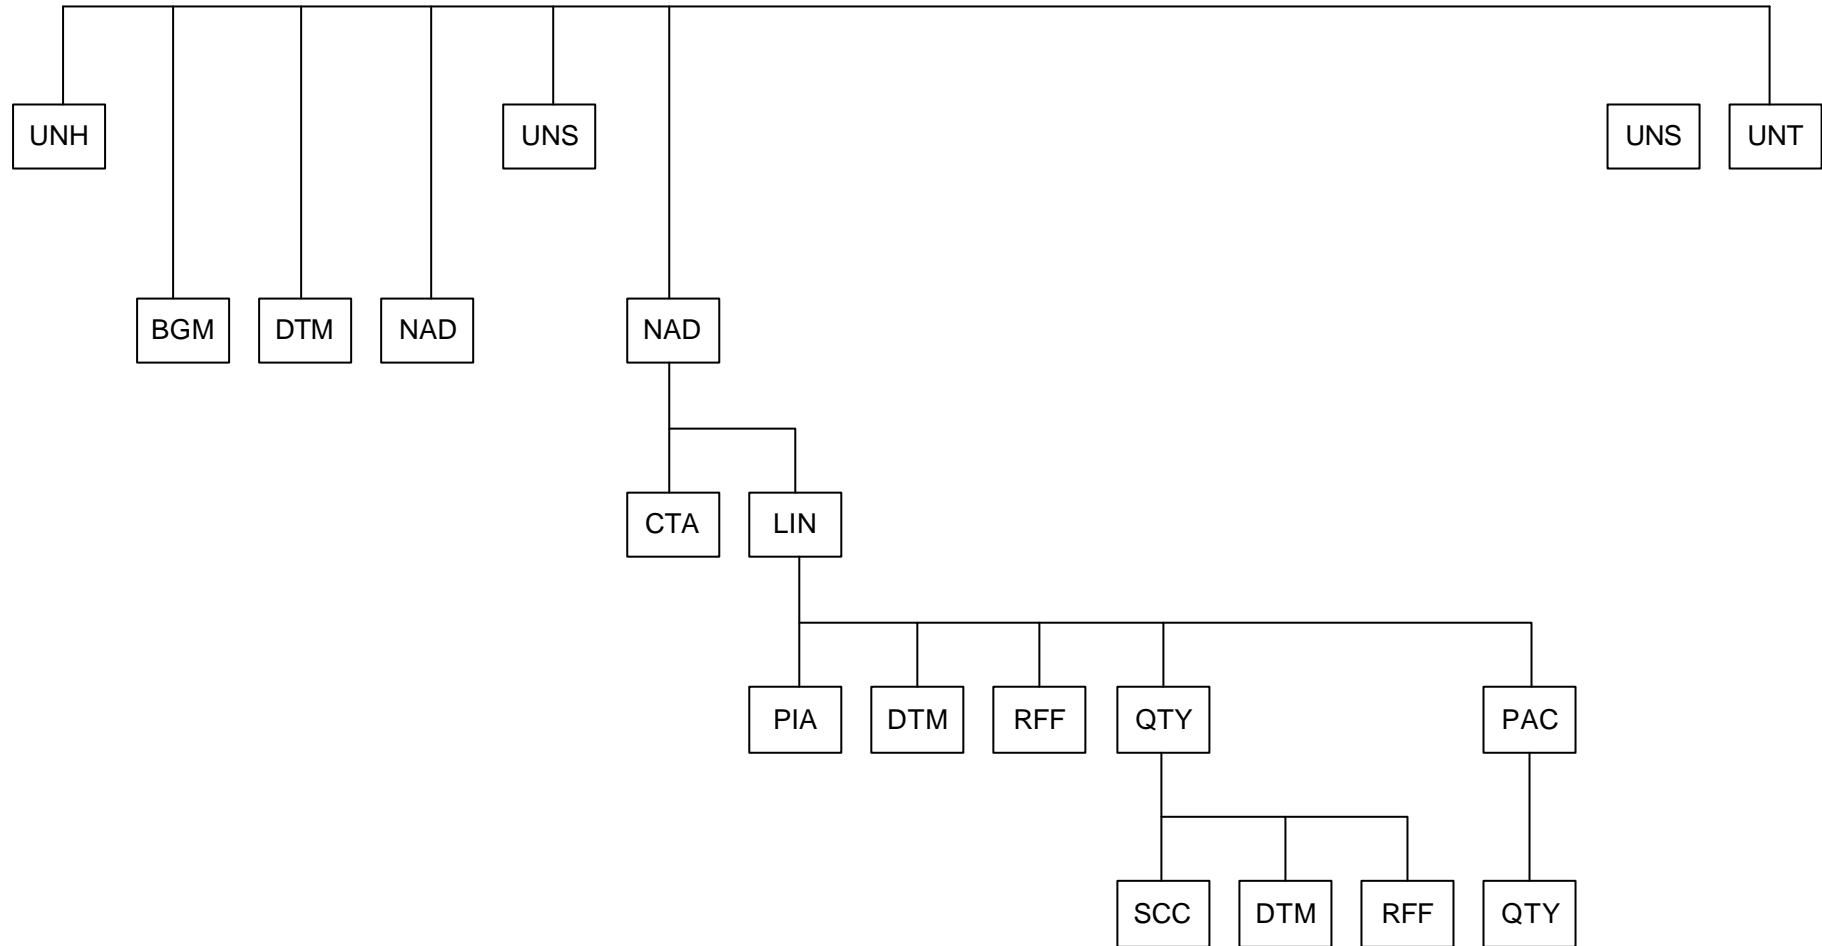 UNH
UNS
UNS
UNT
BGM
DTM
NAD
NAD
CTA
LIN
PIA
DTM
RFF
QTY
PAC
SCC
DTM
RFF
QTY